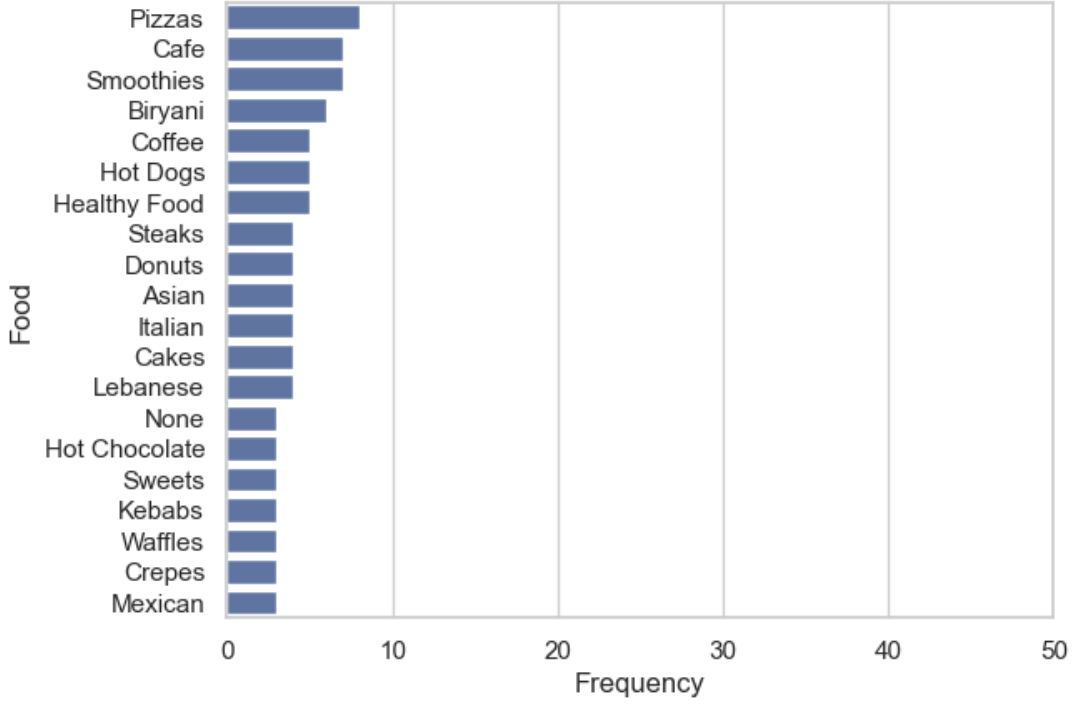 Pizzas
Cafe
Smoothies
Biryani
Coffee
Hot Dogs
Healthy Food
Steaks
Donuts
Asian
Italian
Cakes
Lebanese
None
Hot Chocolate
Sweets
Kebabs
Waffles
Crepes
Mexican
Food
0 10 20 30 40 50
Frequency